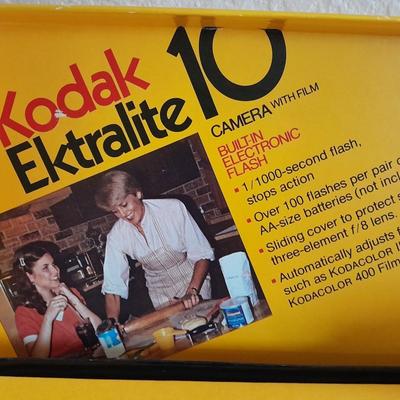 Kodak
Ektralite 10
CAMERA WITH FILM
BUILT-IN
ELECTRONIC
FLASH
• 1/1000-second flash,
stops action
• Over 100 flashes per pair
AA-size batteries (not
• Sliding cover to protect
three-element f/8 lens.
• Automatically adjusts
such as KODACOLOR
KODACOLOR 400 Film